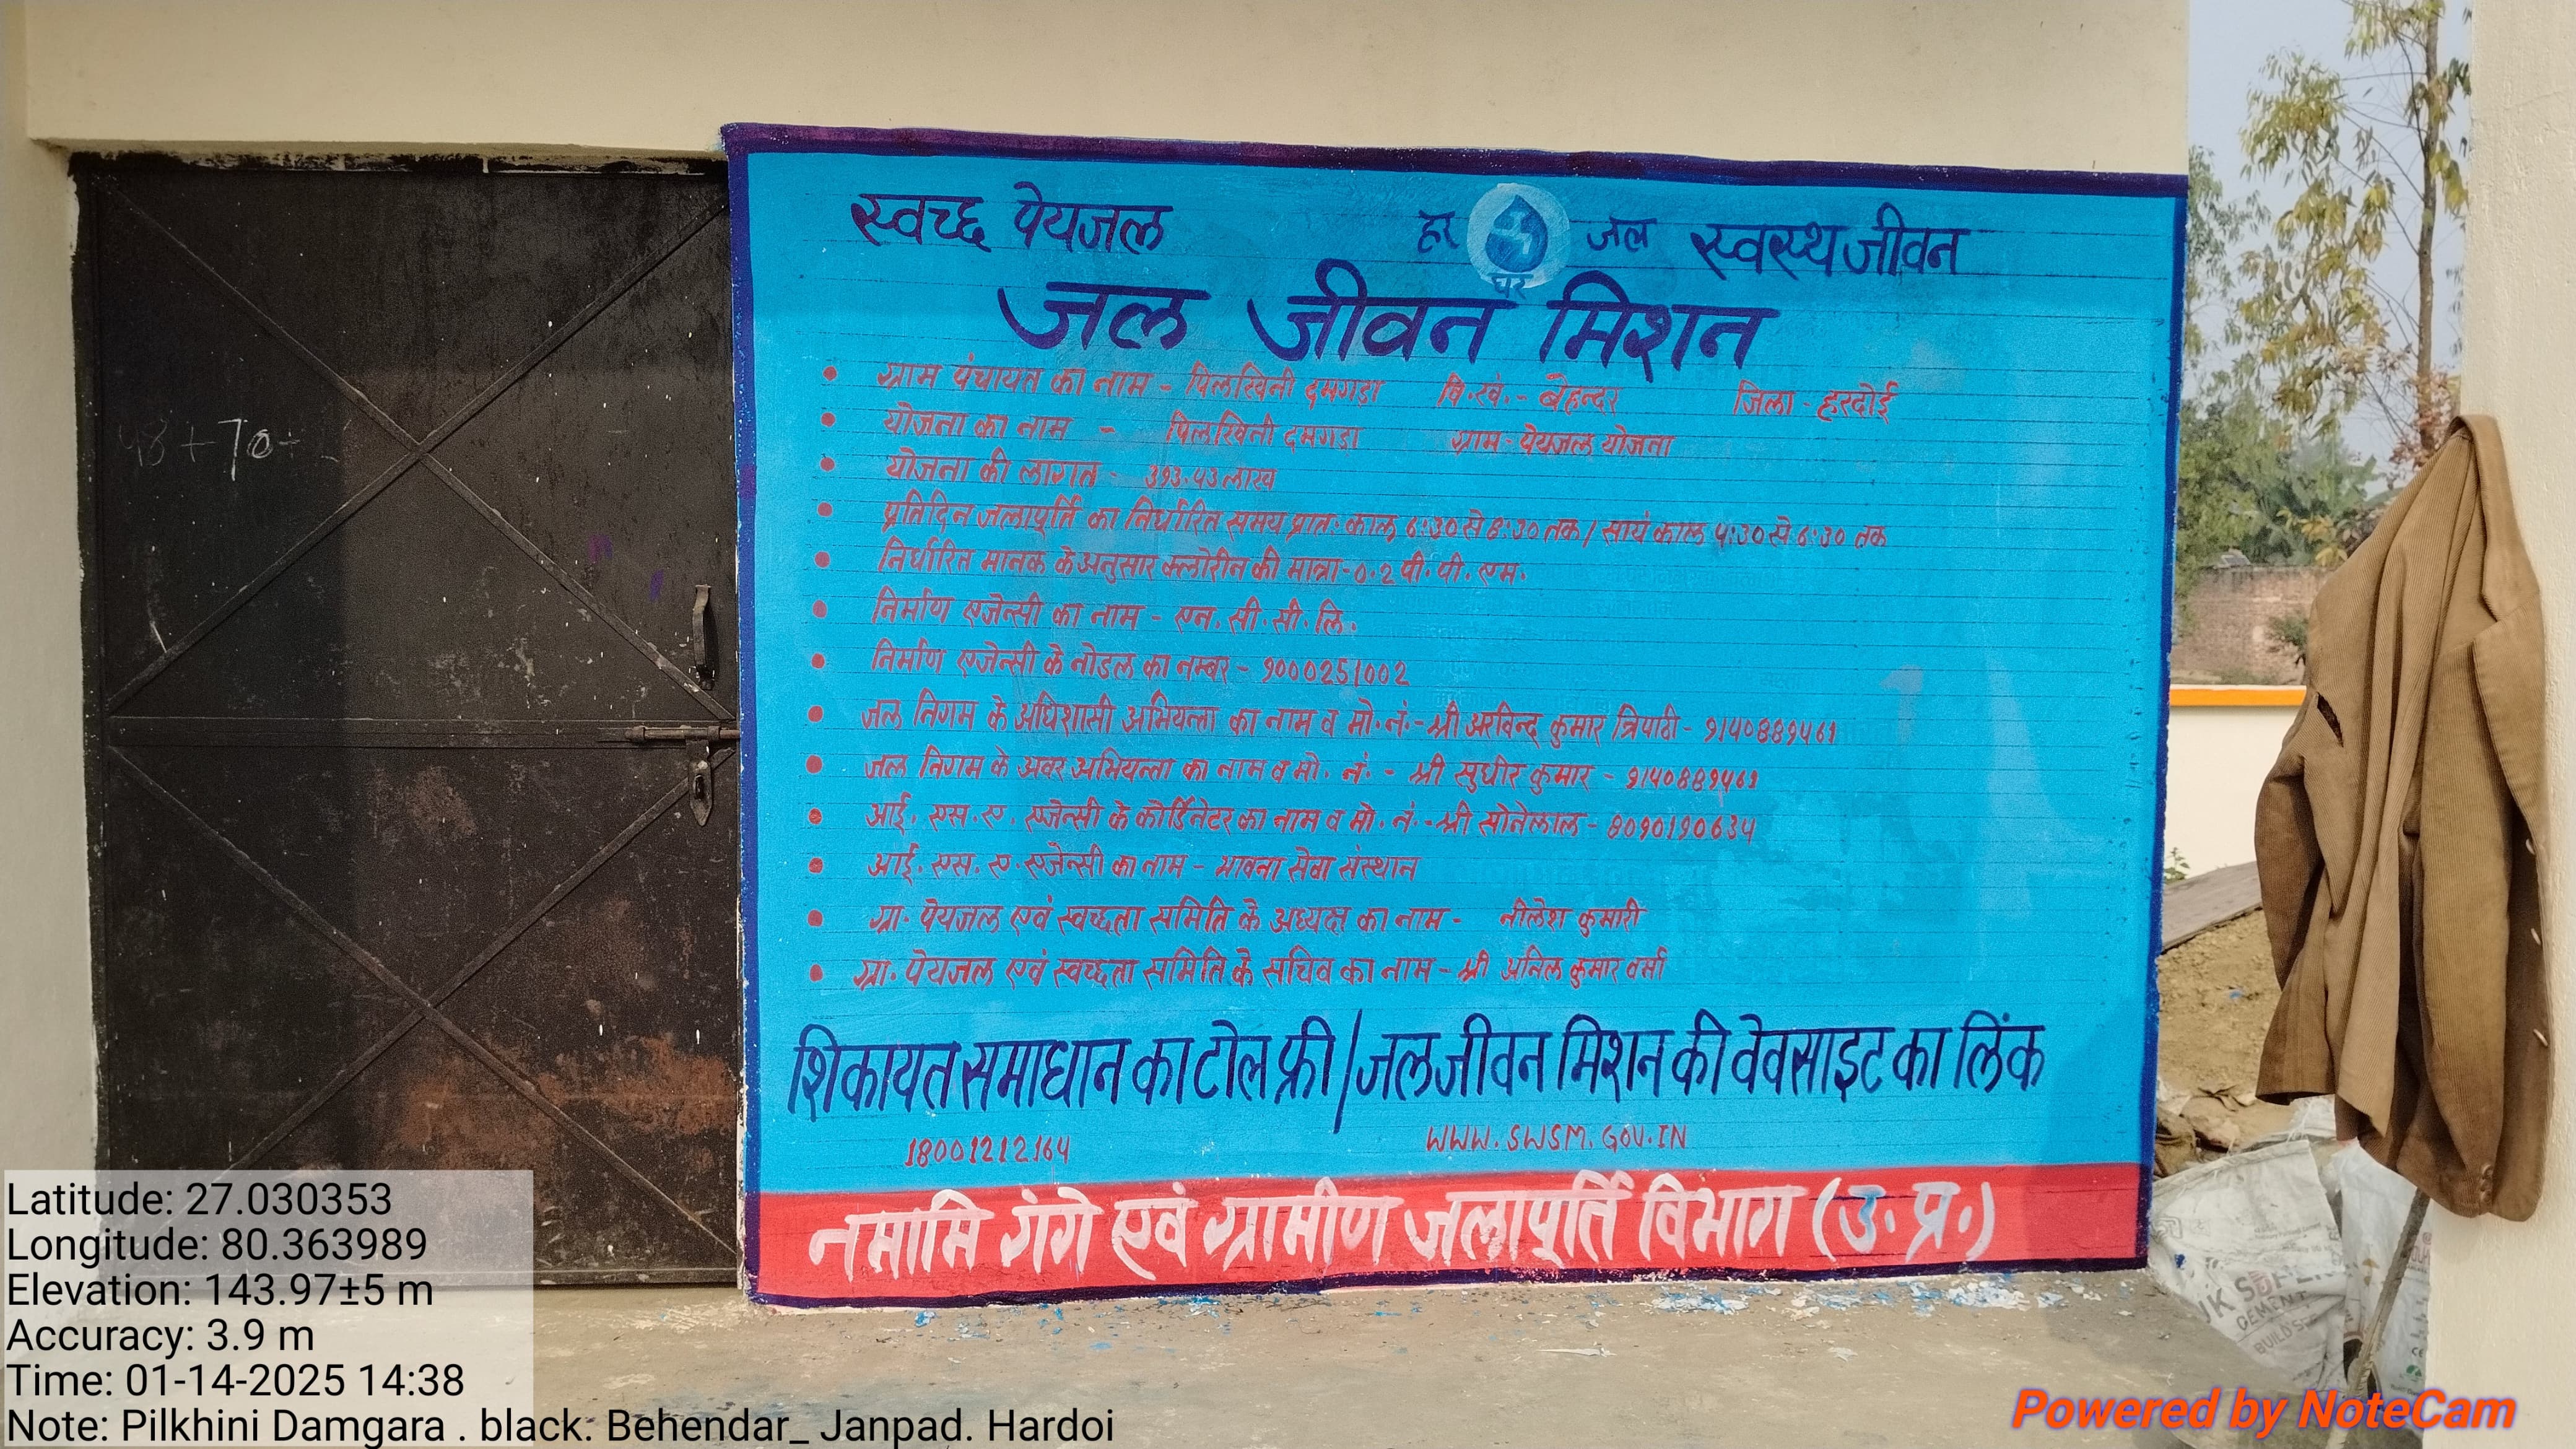 स्वच्छ पेयजल हर घर जल स्वस्थ जीवन
जल जीवन मिशन
• ग्राम पंचायत का नाम - पिलखिनी दमगडा वि.खं. - बेहन्दर जिला - हरदोई
• योजना का नाम - पिलखिनी दमगडा ग्राम - पेयजल योजना
• योजना की लागत - 393.43 लाख
• प्रतिदिन जलापूर्ति का निर्धारित समय प्रातः काल 6:30 से 8:30 तक / सायं काल 4:30 से 6:30 तक
• निर्धारित मानक के अनुसार क्लोरीन की मात्रा - 0.2 पी. पी. एम.
• निर्माण एजेन्सी का नाम - एन. सी. सी. लि.
• निर्माण एजेन्सी के नोडल का नम्बर - 9000251002
• जल निगम के अधिशासी अभियन्ता का नाम व मो. नं. - श्री अरविन्द कुमार त्रिपाठी -
• जल निगम के अवर अभियन्ता का नाम व मो. नं. - श्री सुधीर कुमार -
• आई. एस. ए. एजेन्सी के कोर्डिनेटर का नाम व मो. नं. - श्री सोनेलाल - 8090190634
• आई. एस. ए. एजेन्सी का नाम - भावना सेवा संस्थान
• ग्रा. पेयजल एवं स्वच्छता समिति के अध्यक्ष का नाम - नीलेश कुमारी
• ग्रा. पेयजल एवं स्वच्छता समिति के सचिव का नाम - श्री अनिल कुमार वर्मा
शिकायत समाधान का टोल फ्री / जल जीवन मिशन की वेवसाइट का लिंक
18001212164 WWW.SWSM.GOV.IN
नमामि गंगे एवं ग्रामीण जलापूर्ति विभाग (उ. प्र.)
48 + 70
CEMENT
Latitude: 27.030353
Longitude: 80.363989
Elevation: 143.97±5 m
Accuracy: 3.9 m
Time: 01-14-2025 14:38
Note: Pilkhini Damgara . black: Behendar_ Janpad. Hardoi
Powered by NoteCam